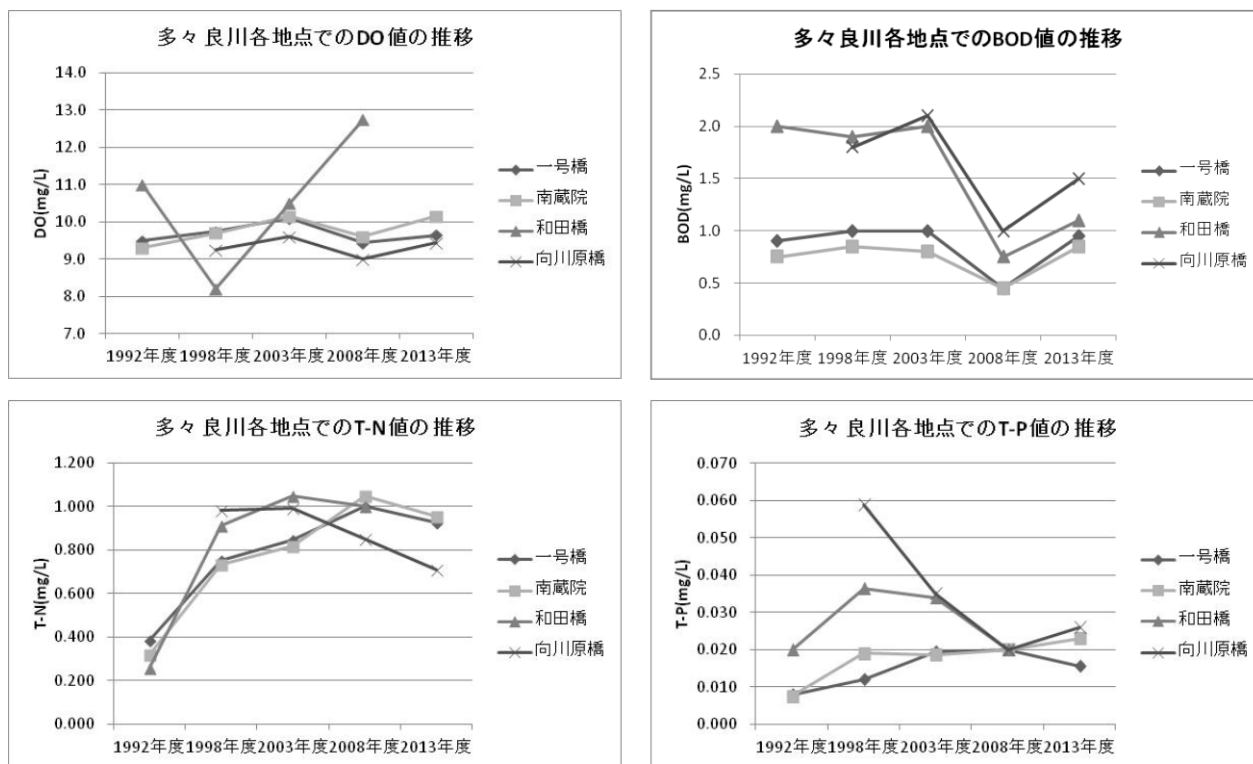 多々良川各地点でのDO値の推移
14.0
13.0
12.0
11.0
10.0
9.0
8.0
7.0
DO(mg/L)
1992年度 1998年度 2003年度 2008年度 2013年度
一号橋
南蔵院
和田橋
向川原橋
多々良川各地点でのBOD値の推移
2.5
2.0
1.5
1.0
0.5
0.0
BOD(mg/L)
1992年度 1998年度 2003年度 2008年度 2013年度
一号橋
南蔵院
和田橋
向川原橋
多々良川各地点でのT-N値の推移
1.200
1.000
0.800
0.600
0.400
0.200
0.000
T-N(mg/L)
1992年度 1998年度 2003年度 2008年度 2013年度
一号橋
南蔵院
和田橋
向川原橋
多々良川各地点でのT-P値の推移
0.070
0.060
0.050
0.040
0.030
0.020
0.010
0.000
T-P(mg/L)
1992年度 1998年度 2003年度 2008年度 2013年度
一号橋
南蔵院
和田橋
向川原橋